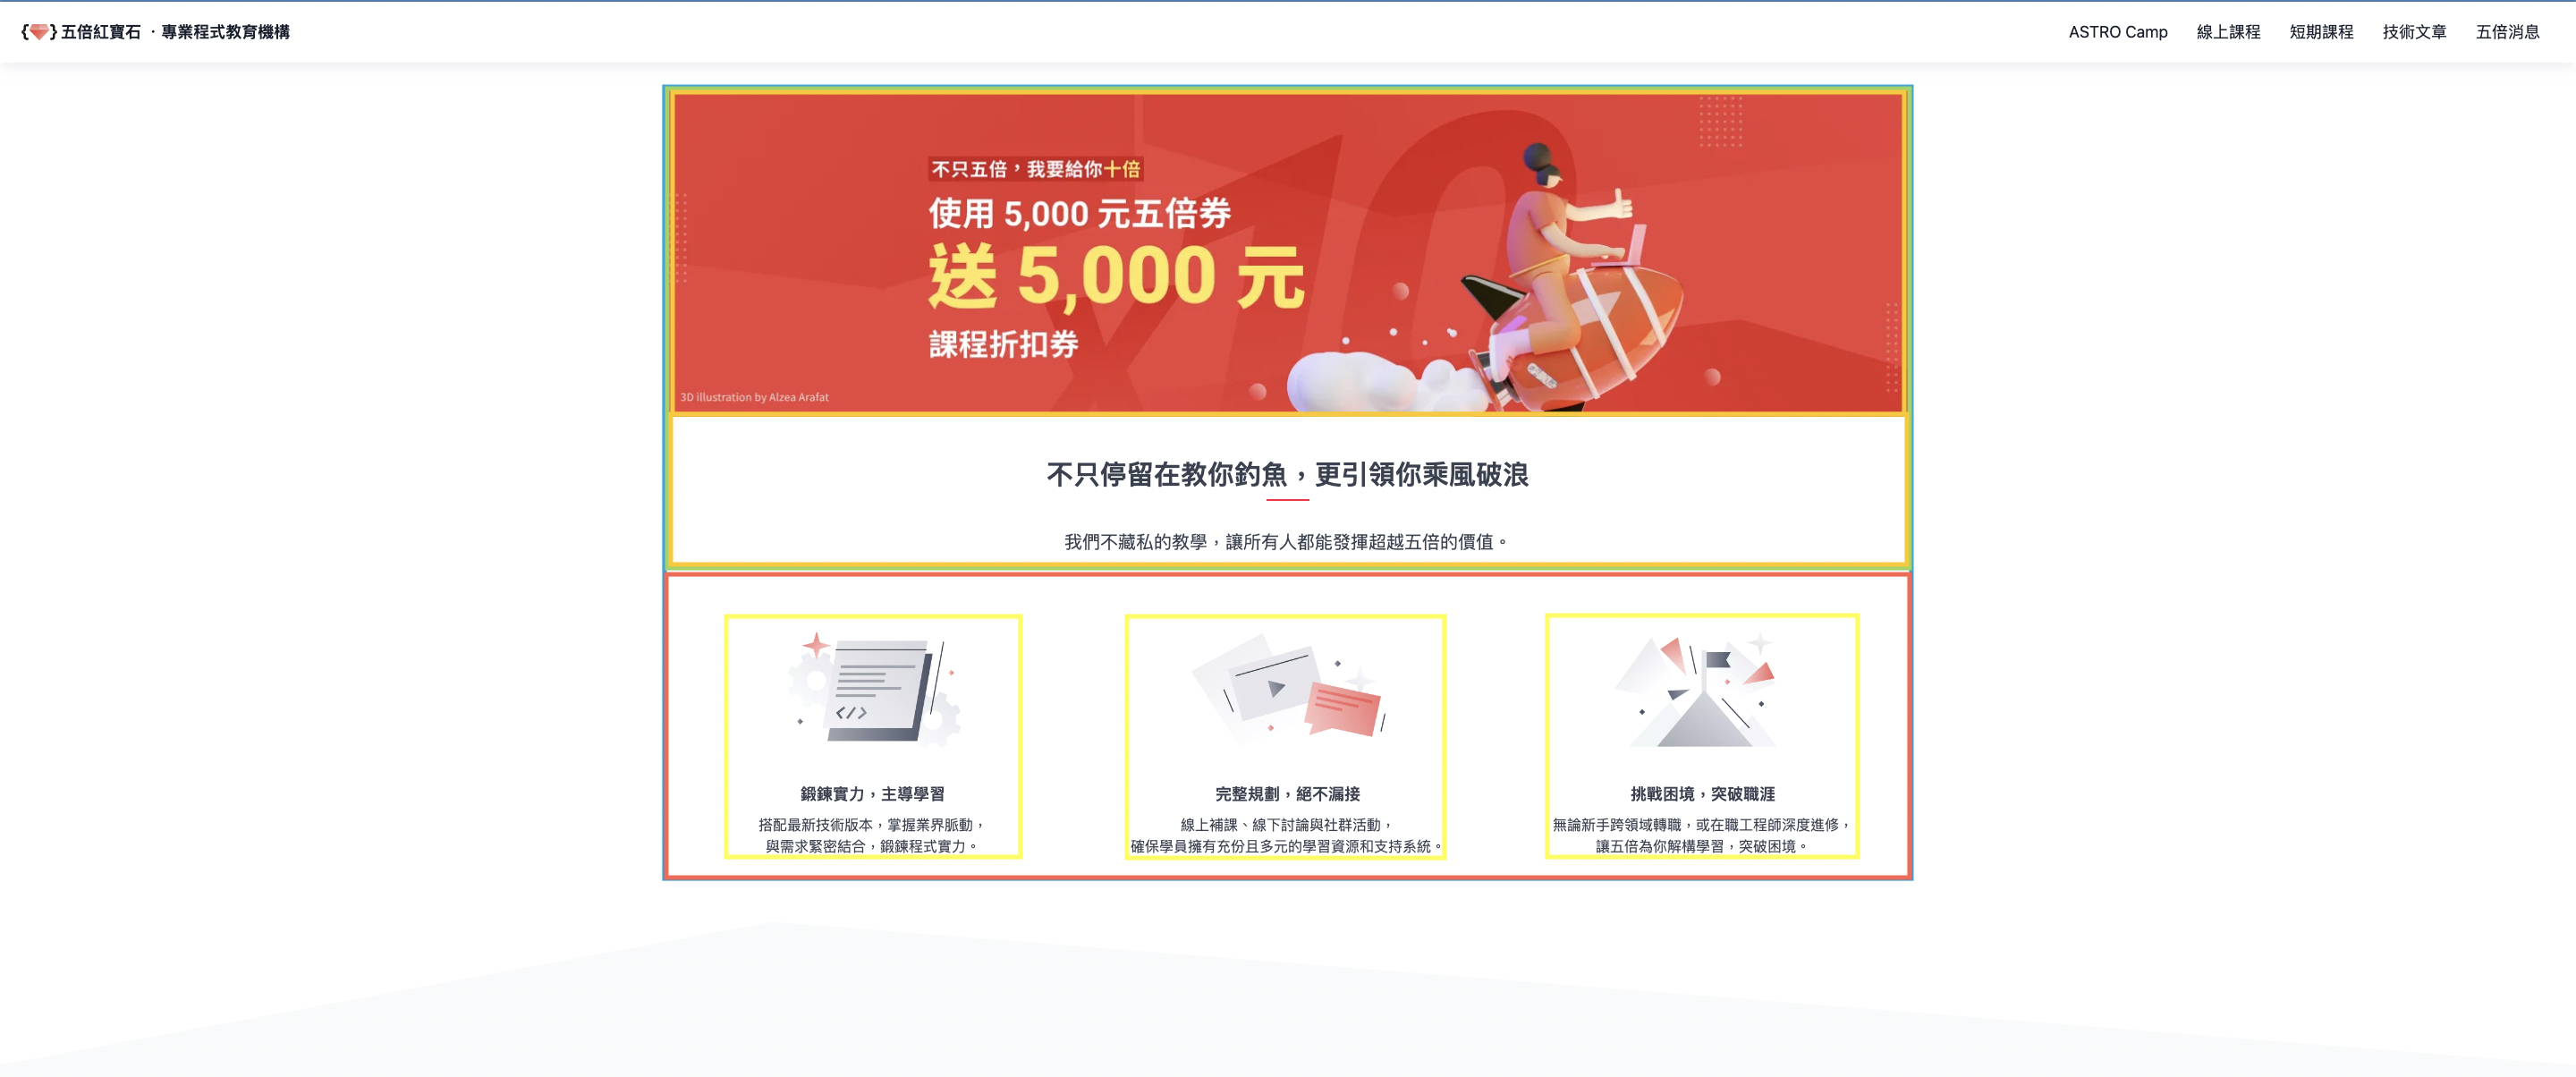 五倍紅寶石 · 專業程式教育機構
ASTRO Camp 線上課程 短期課程 技術文章 五倍消息
不只五倍，我要給你十倍
使用 5,000 元五倍券
送 5,000 元
課程折扣券
x10
3D illustration by Alzea Arafat
不只停留在教你釣魚，更引領你乘風破浪
我們不藏私的教學，讓所有人都能發揮超越五倍的價值。
</>
鍛鍊實力，主導學習
搭配最新技術版本，掌握業界脈動，
與需求緊密結合，鍛鍊程式實力。
完整規劃，絕不漏接
線上補課、線下討論與社群活動，
確保學員擁有充份且多元的學習資源和支持系統。
挑戰困境，突破職涯
無論新手跨領域轉職，或在職工程師深度進修，
讓五倍為你解構學習，突破困境。